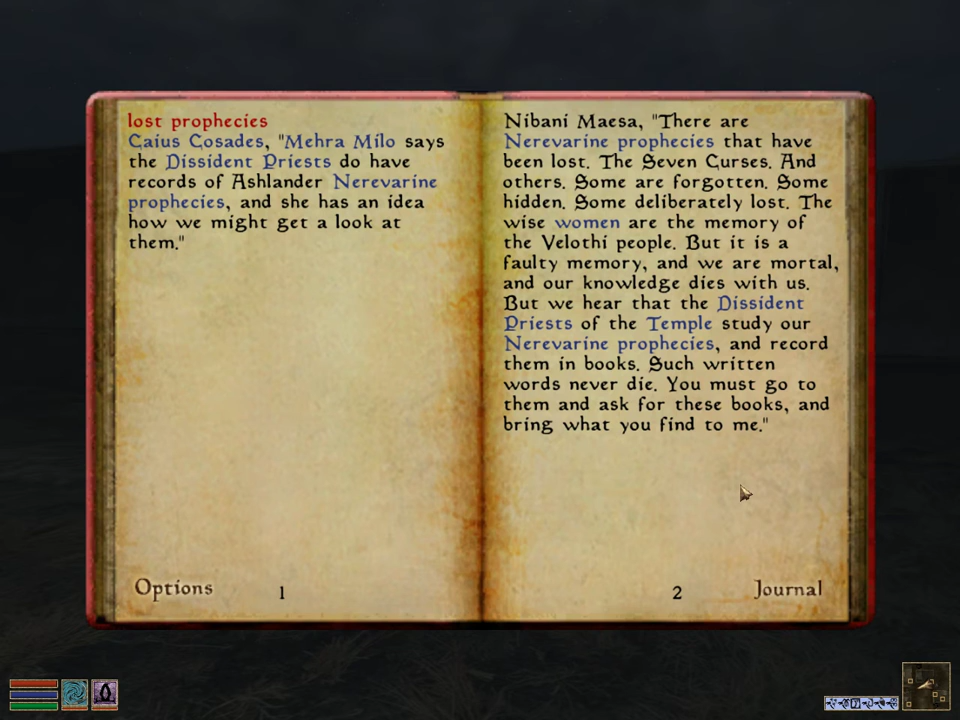 lost prophecies
Caius Cosades, "Mehra Milo says
the Dissident Priests do have
records of Ashlander Nerevarine
prophecies, and she has an idea
how we might get a look at
them."
Nibani Maesa, "There are
Nerevarine prophecies that have
been lost. The Seven Curses. And
others. Some are forgotten. Some
hidden. Some deliberately lost. The
wise women are the memory of
the Velothi people. But it is a
faulty memory, and we are mortal,
and our knowledge dies with us.
But we hear that the Dissident
Priests of the Temple study our
Nerevarine prophecies, and record
them in books. Such written
words never die. You must go to
them and ask for these books, and
bring what you find to me."
Options
1
2
Journal